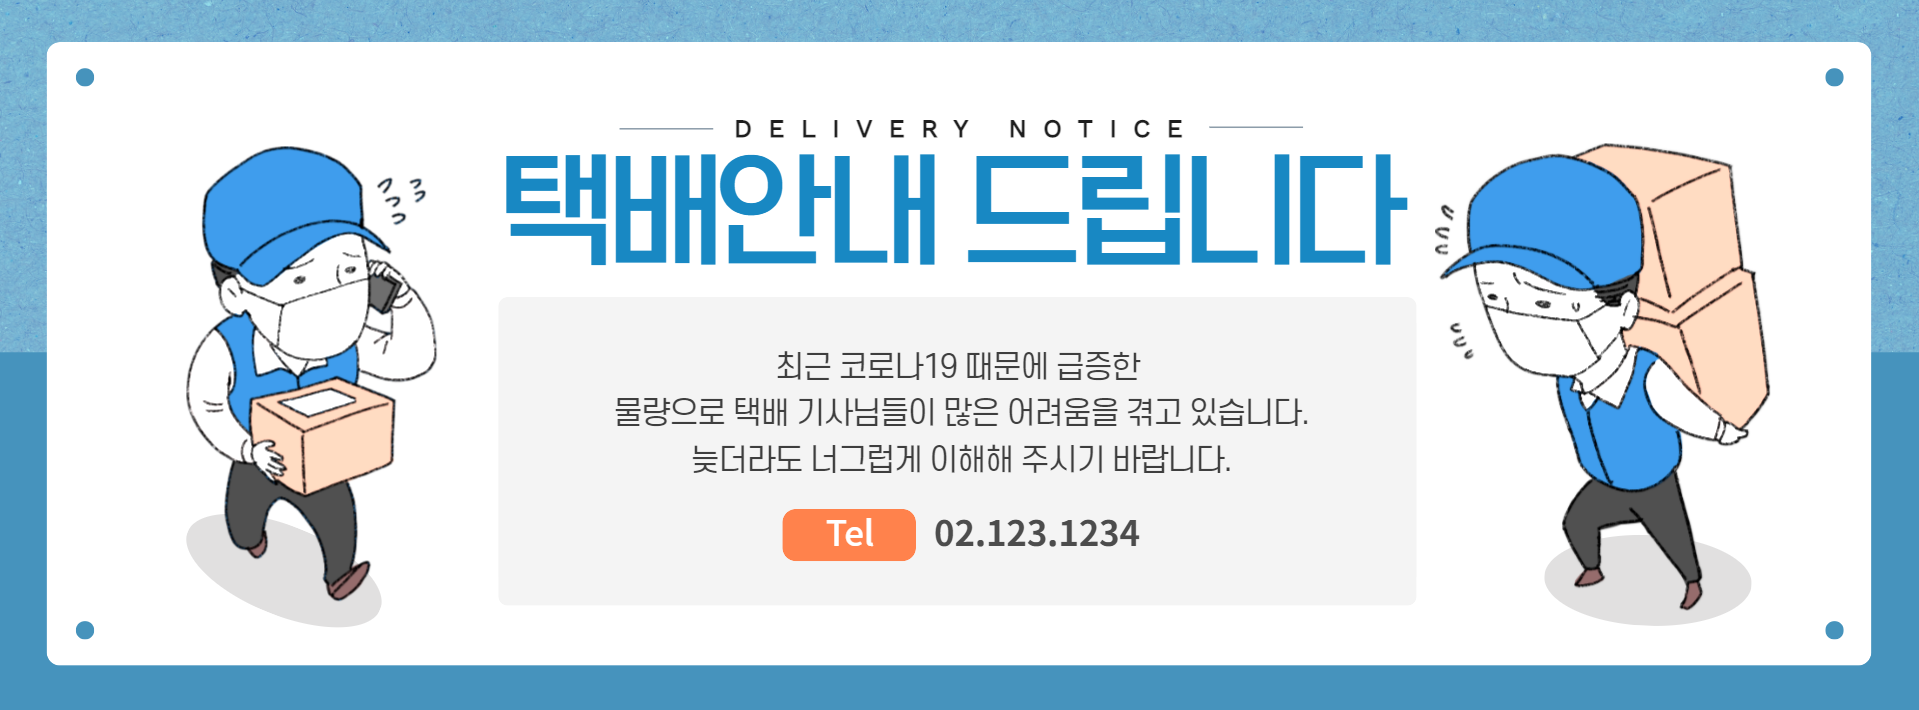 DELIVERY NOTICE
택배안내 드립니다
최근 코로나19 때문에 급증한
물량으로 택배 기사님들이 많은 어려움을 겪고 있습니다.
늦더라도 너그럽게 이해해 주시기 바랍니다.
Tel 02.123.1234